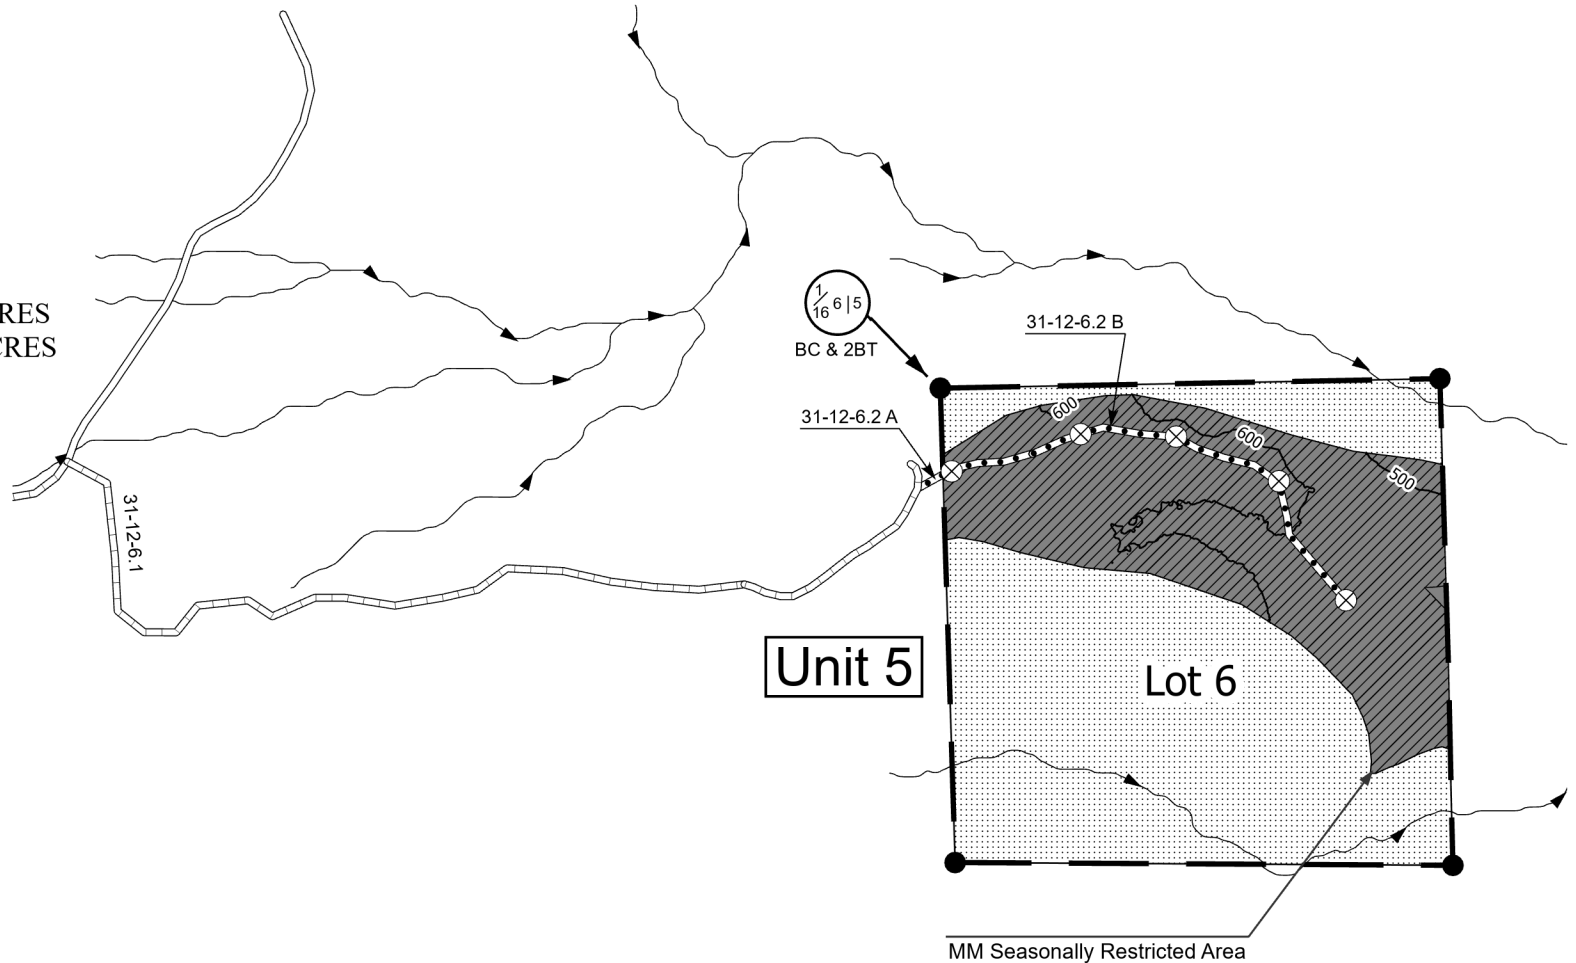 RES
CRES
1/16 6|5
BC & 2BT
31-12-6.2 B
31-12-6.2 A
600
600
500
31-12-6.1
Unit 5
Lot 6
MM Seasonally Restricted Area